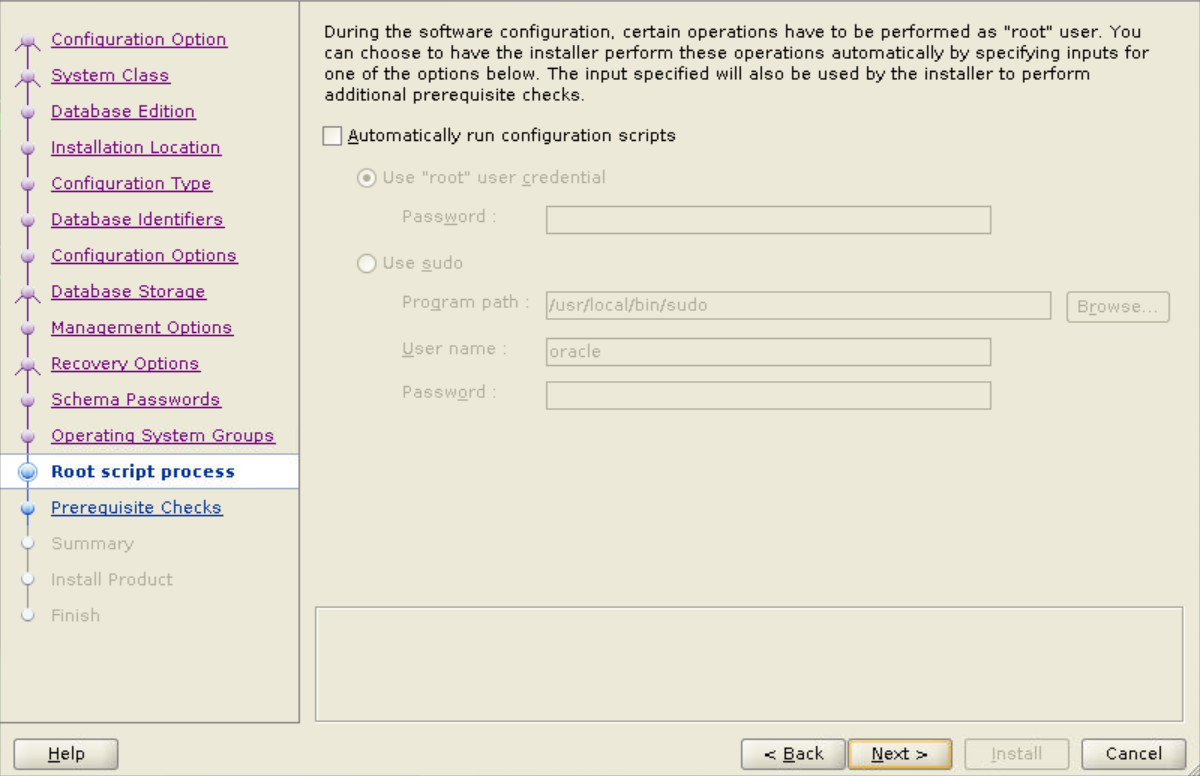 Configuration Option
System Class
Database Edition
Installation Location
Configuration Type
Database Identifiers
Configuration Options
Database Storage
Management Options
Recovery Options
Schema Passwords
Operating System Groups
Root script process
Prerequisite Checks
Summary
Install Product
Finish
During the software configuration, certain operations have to be performed as "root" user. You
can choose to have the installer perform these operations automatically by specifying inputs for
one of the options below. The input specified will also be used by the installer to perform
additional prerequisite checks.
Automatically run configuration scripts
Use "root" user credential
Password :
Use sudo
Program path : /usr/local/bin/sudo Browse...
User name : oracle
Password :
Help < Back Next > Install Cancel